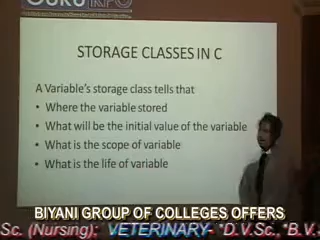 STORAGE CLASSES IN C
A Variable's storage class tells that
• Where the variable stored
• What will be the initial value of the variable
• What is the scope of variable
• What is the life of variable
BIYANI GROUP OF COLLEGES OFFERS
Sc. (Nursing); VETERINARY- *D.V.Sc., *B.V.S